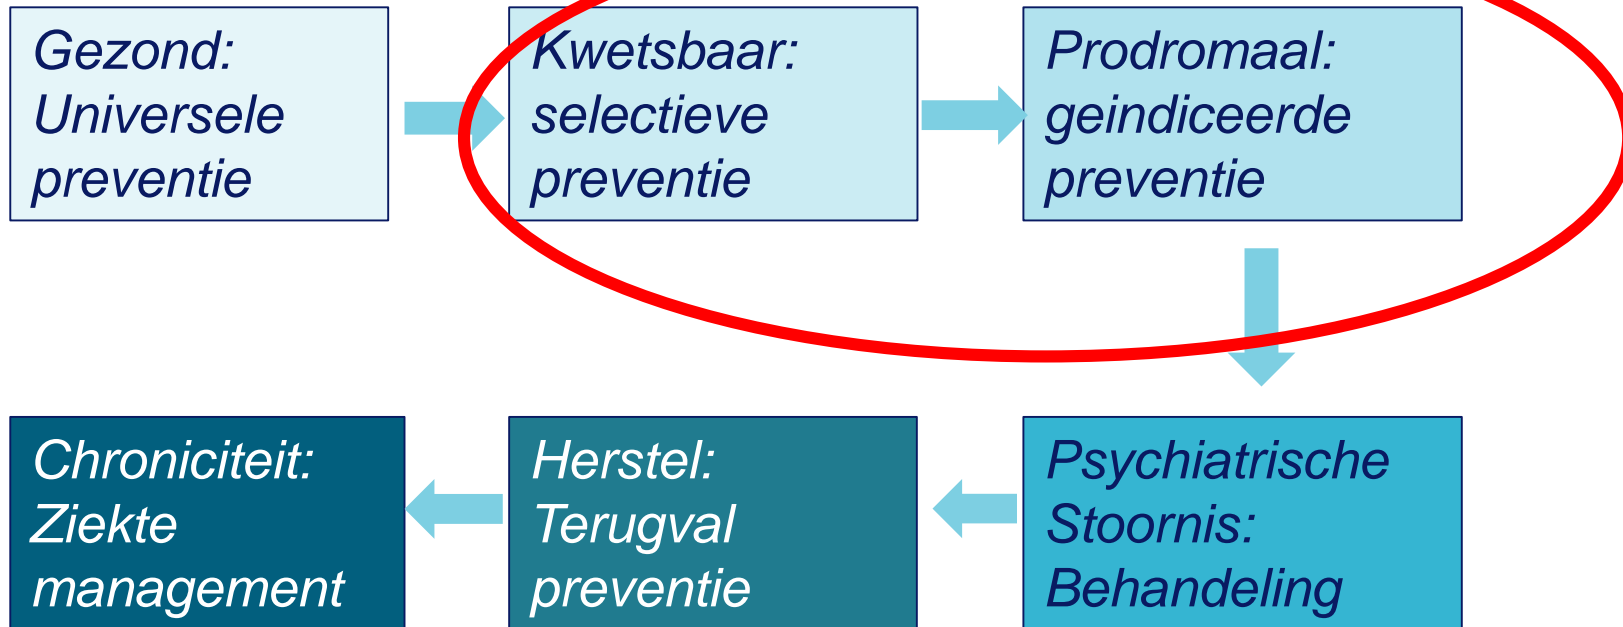 Gezond:
Universele
preventie
Kwetsbaar:
selectieve
preventie
Prodromaal:
geindiceerde
preventie
Chroniciteit:
Ziekte
management
Herstel:
Terugval
preventie
Psychiatrische
Stoornis:
Behandeling